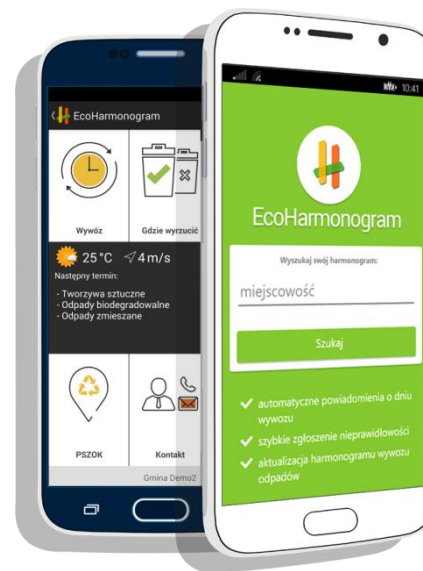 EcoHarmonogram
Wywóz
Gdzie wyrzucić
25 °C 4 m/s
Następny termin:
- Tworzywa sztuczne
- Odpady biodegradowalne
- Odpady zmieszane
PSZOK
Kontakt
Gmina Demo2
10:41
EcoHarmonogram
Wyszukaj swój harmonogram:
miejscowość
Szukaj
automatyczne powiadomienia o dniu
wywozu
szybkie zgłoszenie nieprawidłowości
aktualizacja harmonogramu wywozu
odpadów